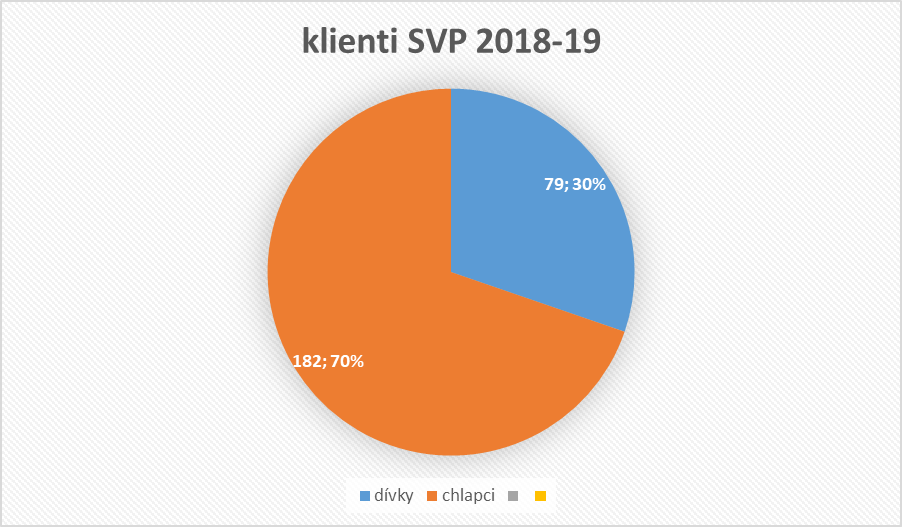 klienti SVP 2018-19
79; 30%
182; 70%
dívky chlapci